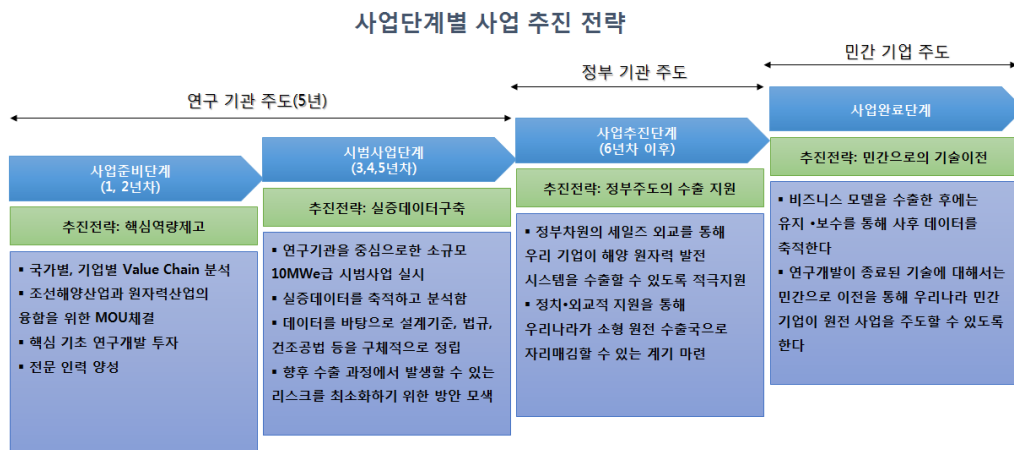 사업단계별 사업 추진 전략
연구 기관 주도(5년)
정부 기관 주도
민간 기업 주도
사업준비단계
(1, 2년차)
추진전략: 핵심역량제고
▪ 국가별, 기업별 Value Chain 분석
▪ 조선해양산업과 원자력산업의
융합을 위한 MOU체결
▪ 핵심 기초 연구개발 투자
▪ 전문 인력 양성
시범사업단계
(3,4,5년차)
추진전략: 실증데이터구축
▪ 연구기관을 중심으로한 소규모
10MWe급 시범사업 실시
▪ 실증데이터를 축적하고 분석함
▪ 데이터를 바탕으로 설계기준, 법규,
건조공법 등을 구체적으로 정립
▪ 향후 수출 과정에서 발생할 수 있는
리스크를 최소화하기 위한 방안 모색
사업추진단계
(6년차 이후)
추진전략: 정부주도의 수출 지원
▪ 정부차원의 세일즈 외교를 통해
우리 기업이 해양 원자력 발전
시스템을 수출할 수 있도록 적극지원
▪ 정치•외교적 지원을 통해
우리나라가 소형 원전 수출국으로
자리매김할 수 있는 계기 마련
사업완료단계
추진전략: 민간으로의 기술이전
▪ 비즈니스 모델을 수출한 후에는
유지 •보수를 통해 사후 데이터를
축적한다
▪ 연구개발이 종료된 기술에 대해서는
민간으로 이전을 통해 우리나라 민간
기업이 원전 사업을 주도할 수 있도록
한다